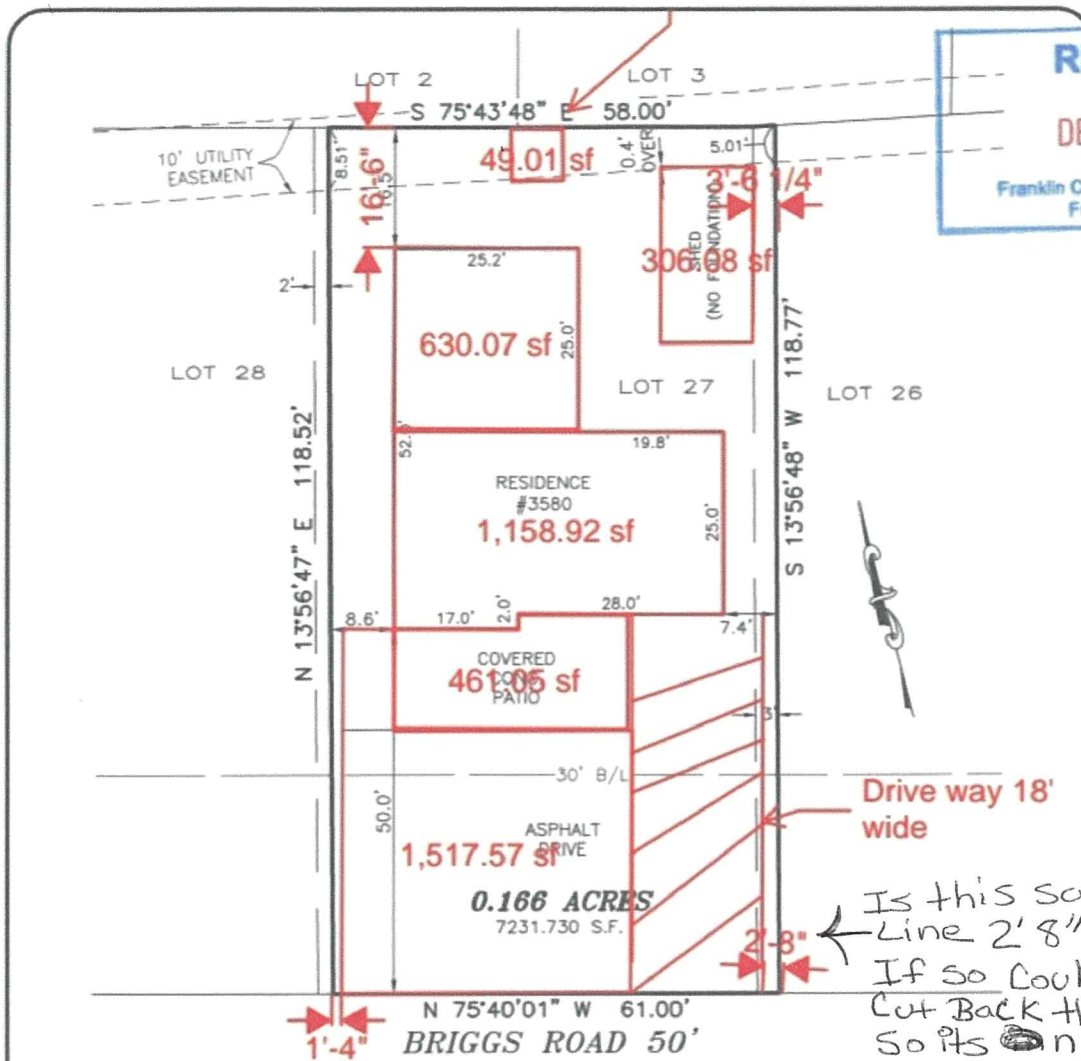 LOT 2
LOT 3
S 75°43'48" E 58.00'
10' UTILITY
EASEMENT
8.51'
16'-6"
16.5'
49.01 sf
0.4'
OVER
5.01'
3'-6 1/4"
SHED
(NO FOUNDATION)
306.08 sf
25.2'
2'
630.07 sf
25.0'
LOT 28
LOT 27
LOT 26
N 13°56'47" E 118.52'
S 13°56'48" W 118.77'
19.8'
RESIDENCE
#3580
1,158.92 sf
25.0'
28.0'
2.0'
17.0'
8.6'
7.4'
COVERED
CONC
PATIO
461.05 sf
3'
30' B/L
Drive way 18'
wide
50.0'
ASPHALT
DRIVE
1,517.57 sf
0.166 ACRES
7231.730 S.F.
Is this
Line 2' 8"
If so
Cut Back
So its
2'-8"
N 75°40'01" W 61.00'
1'-4"
BRIGGS ROAD 50'
Franklin